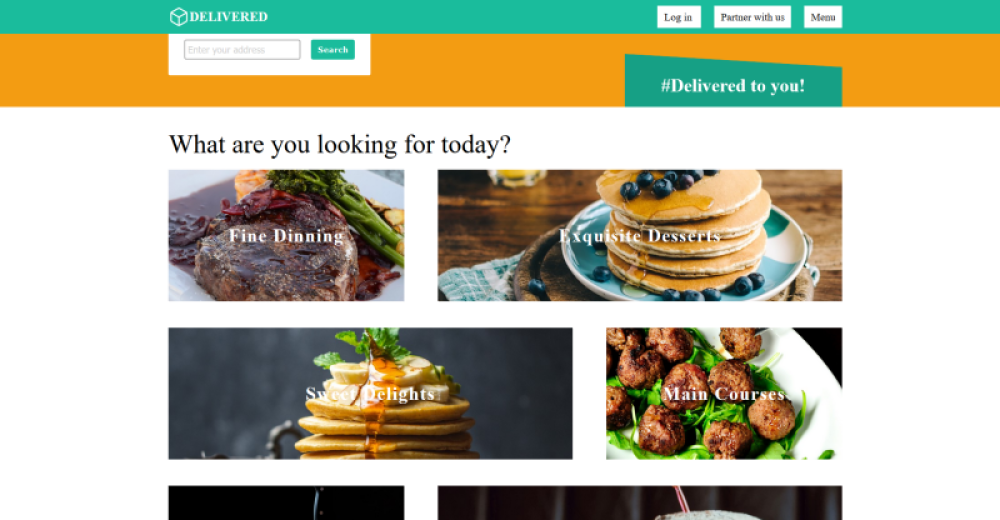 DELIVERED
Log in
Partner with us
Menu
Enter your address
Search
#Delivered to you!
What are you looking for today?
Fine Dinning
Exquisite Desserts
Sweet Delights
Main Courses